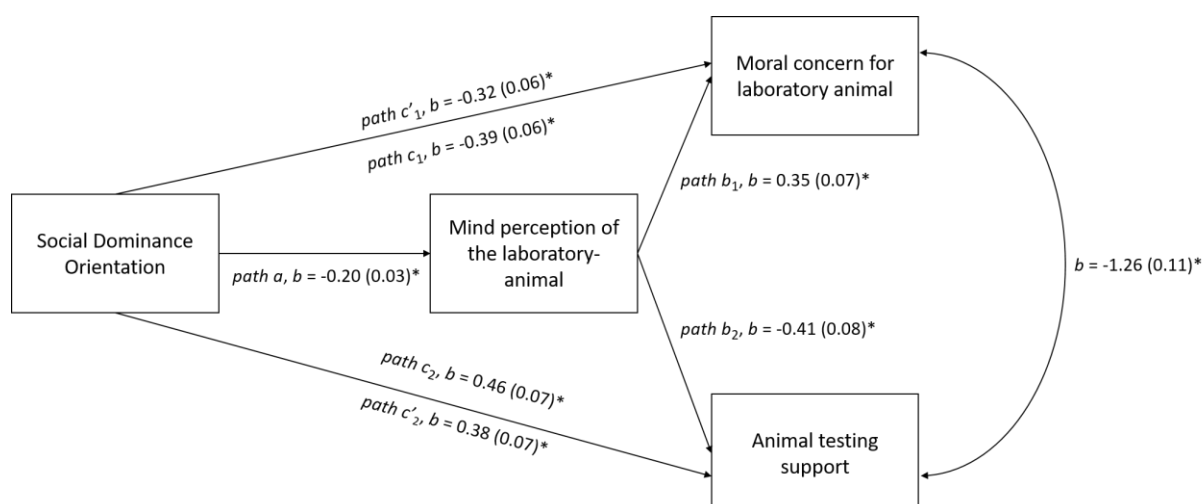 Moral concern for
laboratory animal
path c'1, b = -0.32 (0.06)*
path c1, b = -0.39 (0.06)*
path b1, b = 0.35 (0.07)*
Social Dominance
Orientation
path a, b = -0.20 (0.03)*
Mind perception of
the laboratory-
animal
b = -1.26 (0.11)*
path b2, b = -0.41 (0.08)*
path c2, b = 0.46 (0.07)*
path c'2, b = 0.38 (0.07)*
Animal testing
support